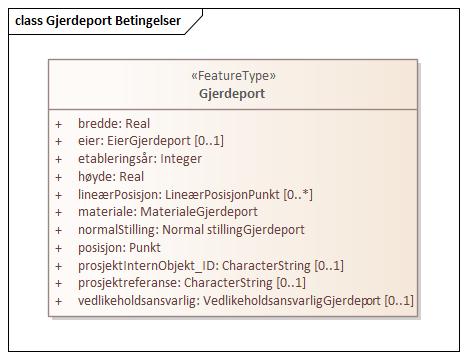 class Gjerdeport Betingelser
«FeatureType»
Gjerdeport
+ bredde: Real
+ eier: EierGjerdeport [0..1]
+ etableringsår: Integer
+ høyde: Real
+ lineærPosisjon: LineærPosisjonPunkt [0..*]
+ materiale: MaterialeGjerdeport
+ normalStilling: Normal stillingGjerdeport
+ posisjon: Punkt
+ prosjektInternObjekt_ID: CharacterString [0..1]
+ prosjektreferanse: CharacterString [0..1]
+ vedlikeholdsansvarlig: VedlikeholdsansvarligGjerdeport [0..1]